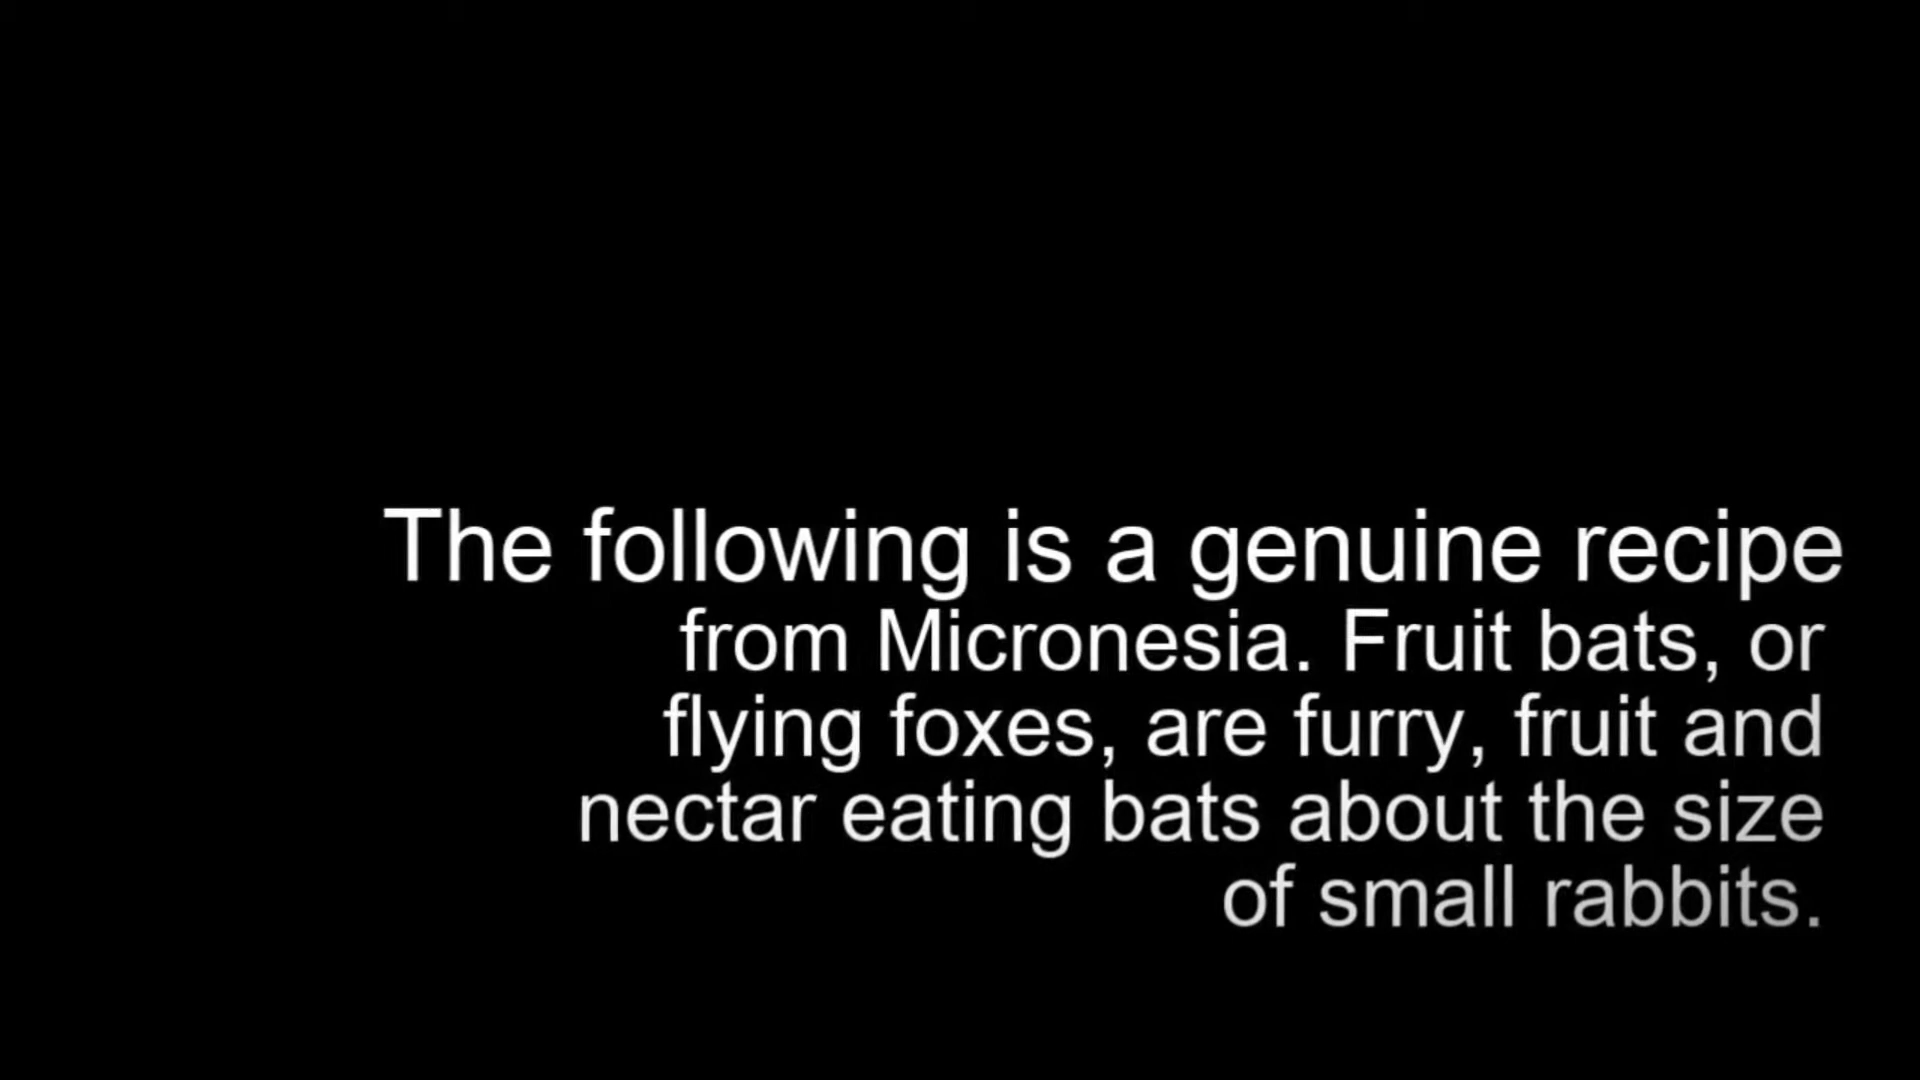 The following is a genuine recipe
from Micronesia. Fruit bats, or
flying foxes, are furry, fruit and
nectar eating bats about the size
of small rabbits.